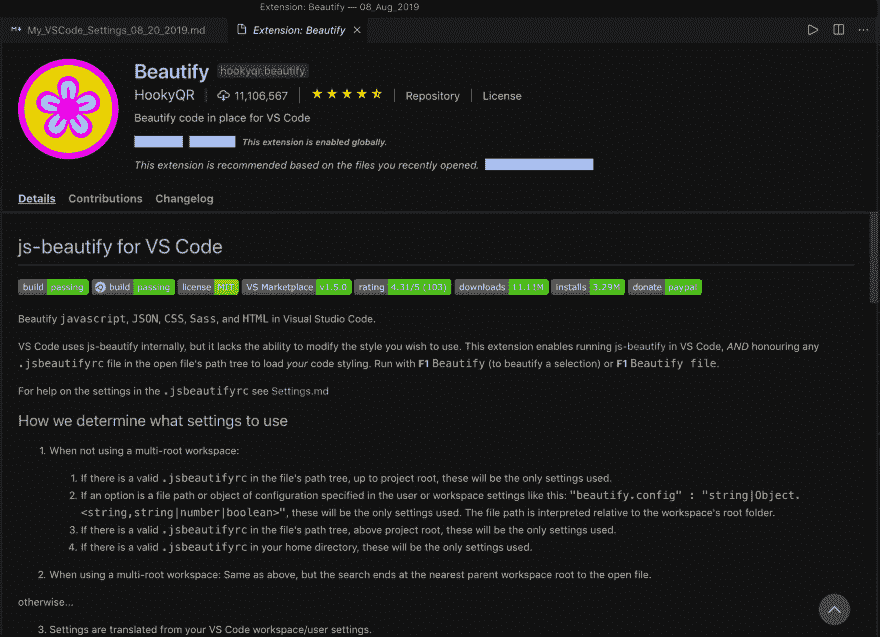 Extension: Beautify — 08_Aug_2019
My_VSCode_Settings_08_20_2019.md
Extension: Beautify
Beautify hookyqr.beautify
HookyQR 11,106,567 Repository License
Beautify code in place for VS Code
This extension is enabled globally.
This extension is recommended based on the files you recently opened.
Details Contributions Changelog
js-beautify for VS Code
build passing build passing license MIT VS Marketplace v1.5.0 rating 4.31/5 (103) downloads 11.11M installs 3.29M donate paypal
Beautify javascript, JSON, CSS, Sass, and HTML in Visual Studio Code.
VS Code uses js-beautify internally, but it lacks the ability to modify the style you wish to use. This extension enables running js-beautify in VS Code, AND honouring any
.jsbeautifyrc file in the open file's path tree to load your code styling. Run with F1 Beautify (to beautify a selection) or F1 Beautify file.
For help on the settings in the .jsbeautifyrc see Settings.md
How we determine what settings to use
1. When not using a multi-root workspace:
1. If there is a valid .jsbeautifyrc in the file's path tree, up to project root, these will be the only settings used.
2. If an option is a file path or object of configuration specified in the user or workspace settings like this: "beautify.config" : "string|Object.
<string,string|number|boolean>", these will be the only settings used. The file path is interpreted relative to the workspace's root folder.
3. If there is a valid .jsbeautifyrc in the file's path tree, above project root, these will be the only settings used.
4. If there is a valid .jsbeautifyrc in your home directory, these will be the only settings used.
2. When using a multi-root workspace: Same as above, but the search ends at the nearest parent workspace root to the open file.
otherwise...
3. Settings are translated from your VS Code workspace/user settings.